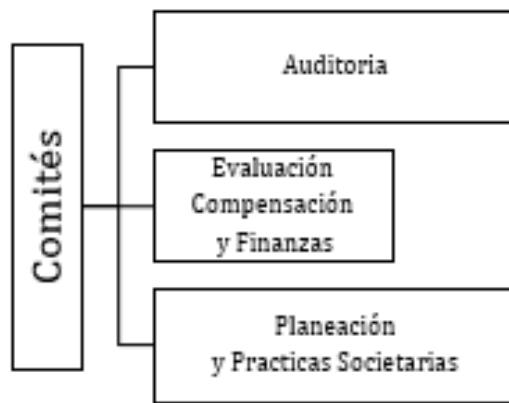 Comités
Auditoria
Evaluación
Compensación
y Finanzas
Planeación
y Practicas Societarias